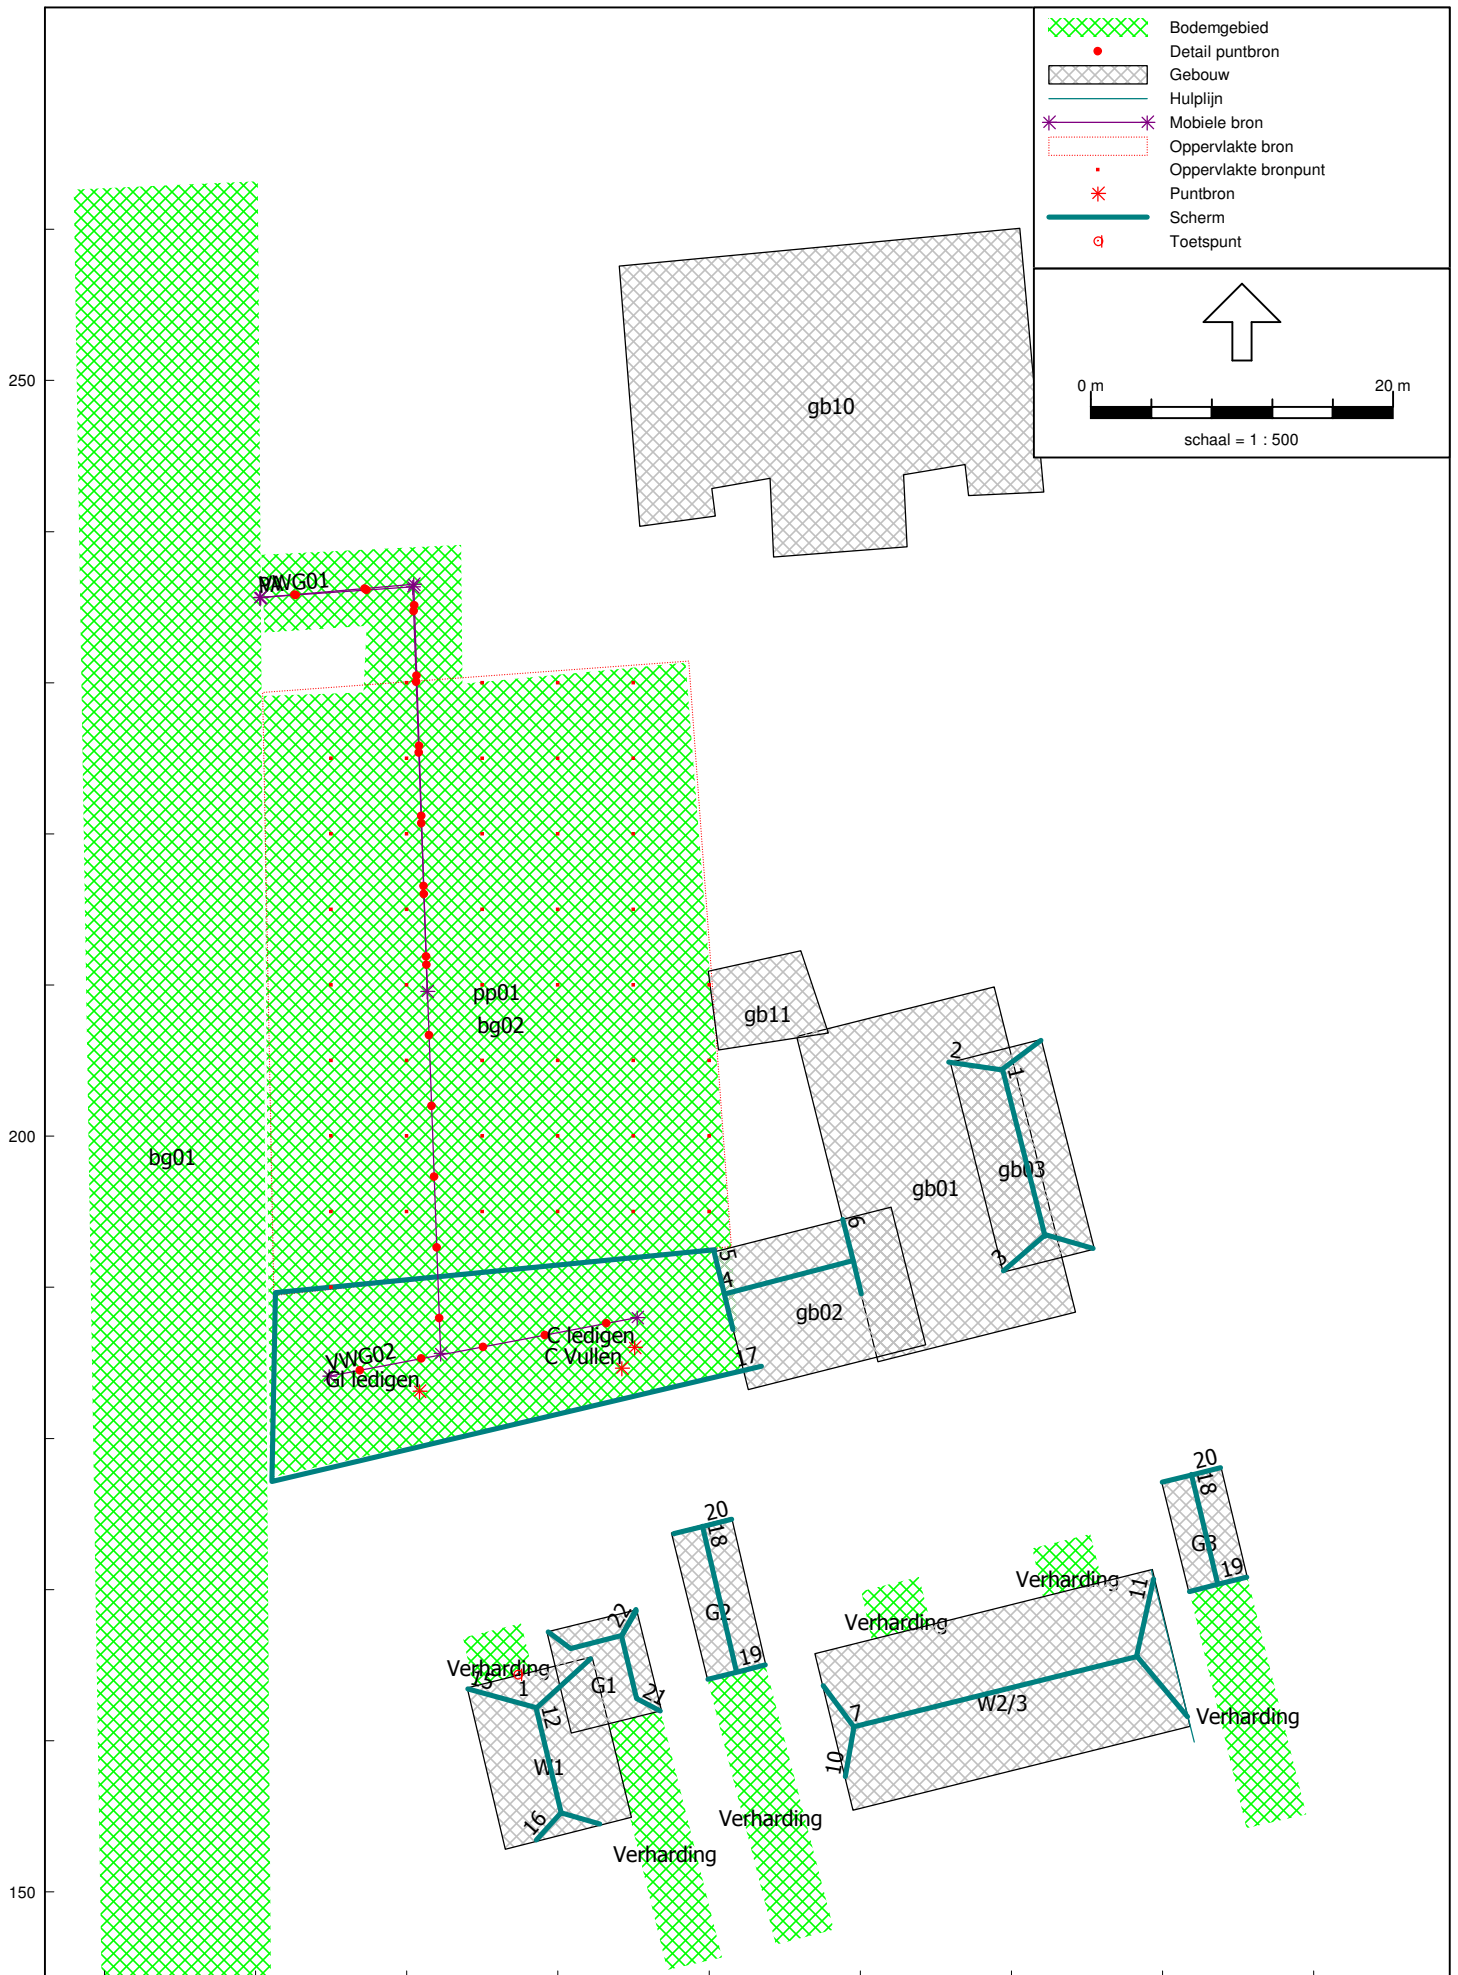 Bodemgebied
Detail puntbron
Gebouw
Hulplijn
Mobiele bron
Oppervlakte bron
Oppervlakte bronpunt
Puntbron
Scherm
Toetspunt
0 m 20 m
schaal = 1 : 500
250
gb10
VWG01
pp01
bg02
gb11
2
1
200
bg01
gb03
gb01
6
3
5
4
gb02
C ledigen
C Vullen
VWG02
Gl ledigen
17
20
18
G3
19
20
18
G2
19
Verharding
Verharding
11
22
Verharding
15
1
G1
21
12
W1
16
7
W2/3
10
Verharding
Verharding
Verharding
150